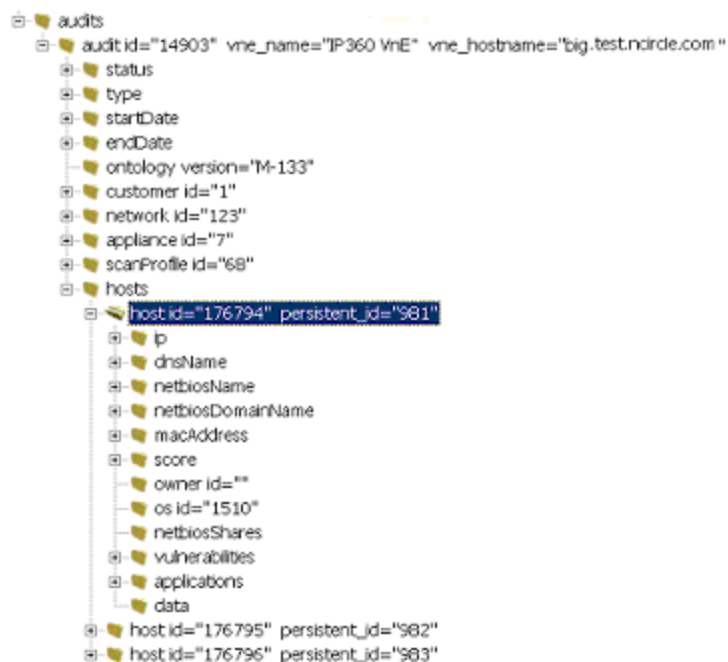 audits
audit id="14903" vne_name="IP360 VnE" vne_hostname="big.test.ncircle.com"
status
type
startDate
endDate
ontology version="M-133"
customer id="1"
network id="123"
appliance id="7"
scanProfile id="68"
hosts
host id="176794" persistent_id="981"
ip
dnsName
netbiosName
netbiosDomainName
macAddress
score
owner id=""
os id="1510"
netbiosShares
vulnerabilities
applications
data
host id="176795" persistent_id="982"
host id="176796" persistent_id="983"